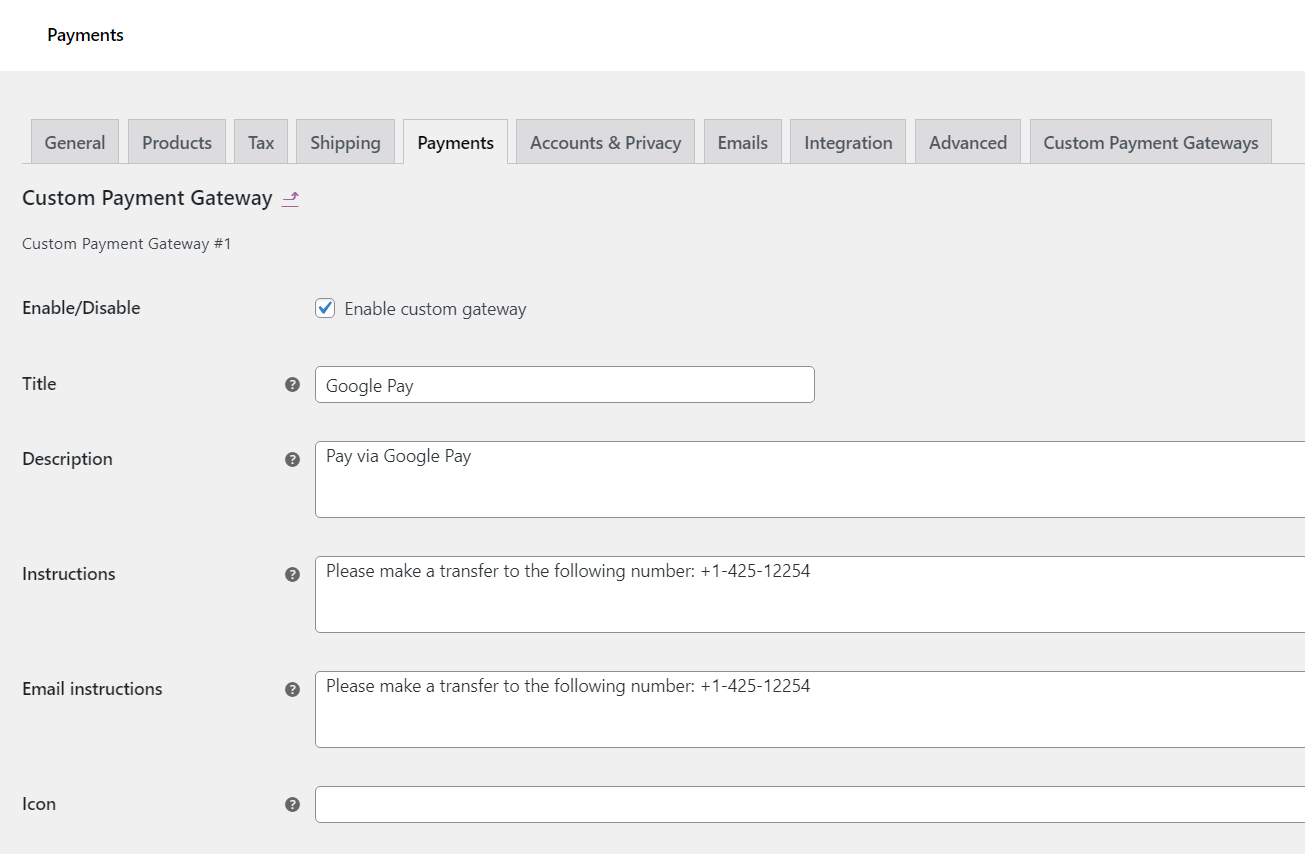 Payments
General Products Tax Shipping Payments Accounts & Privacy Emails Integration Advanced Custom Payment Gateways
Custom Payment Gateway
Custom Payment Gateway #1
Enable/Disable Enable custom gateway
Title ? Google Pay
Description ? Pay via Google Pay
Instructions ? Please make a transfer to the following number: +1-425-12254
Email instructions ? Please make a transfer to the following number: +1-425-12254
Icon ?